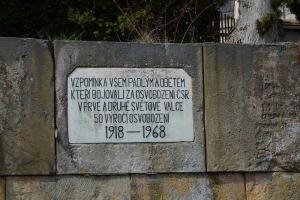 VZPOMÍNKA VŠEM PADLÝM A OBĚTEM
KTEŘÍ BOJOVALI ZA OSVOBOZENÍ ČSR
V PRVÉ A DRUHÉ SVĚTOVÉ VÁLCE
50 VÝROČÍ OSVOBOZENÍ
1918-1968